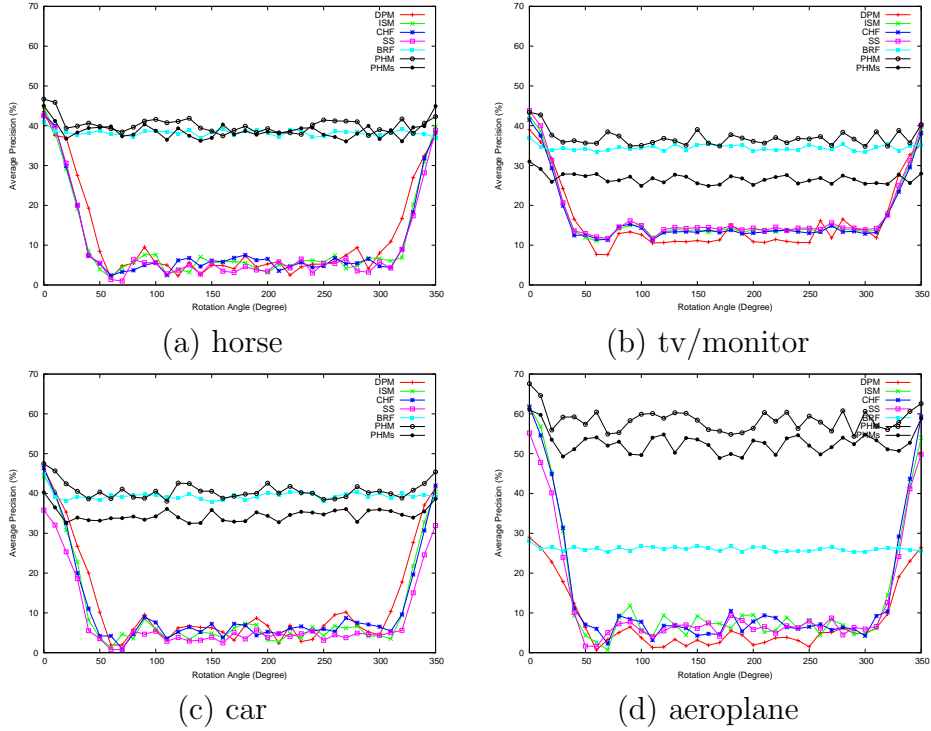 DPM
ISM
CHF
SS
BRF
PHM
PHMs
Average Precision (%)
70
60
50
40
30
20
10
0
0 50 100 150 200 250 300 350
Rotation Angle (Degree)
(a) horse
DPM
ISM
CHF
SS
BRF
PHM
PHMs
Average Precision (%)
70
60
50
40
30
20
10
0
0 50 100 150 200 250 300 350
Rotation Angle (Degree)
(b) tv/monitor
DPM
ISM
CHF
SS
BRF
PHM
PHMs
Average Precision (%)
70
60
50
40
30
20
10
0
0 50 100 150 200 250 300 350
Rotation Angle (Degree)
(c) car
DPM
ISM
CHF
SS
BRF
PHM
PHMs
Average Precision (%)
70
60
50
40
30
20
10
0
0 50 100 150 200 250 300 350
Rotation Angle (Degree)
(d) aeroplane